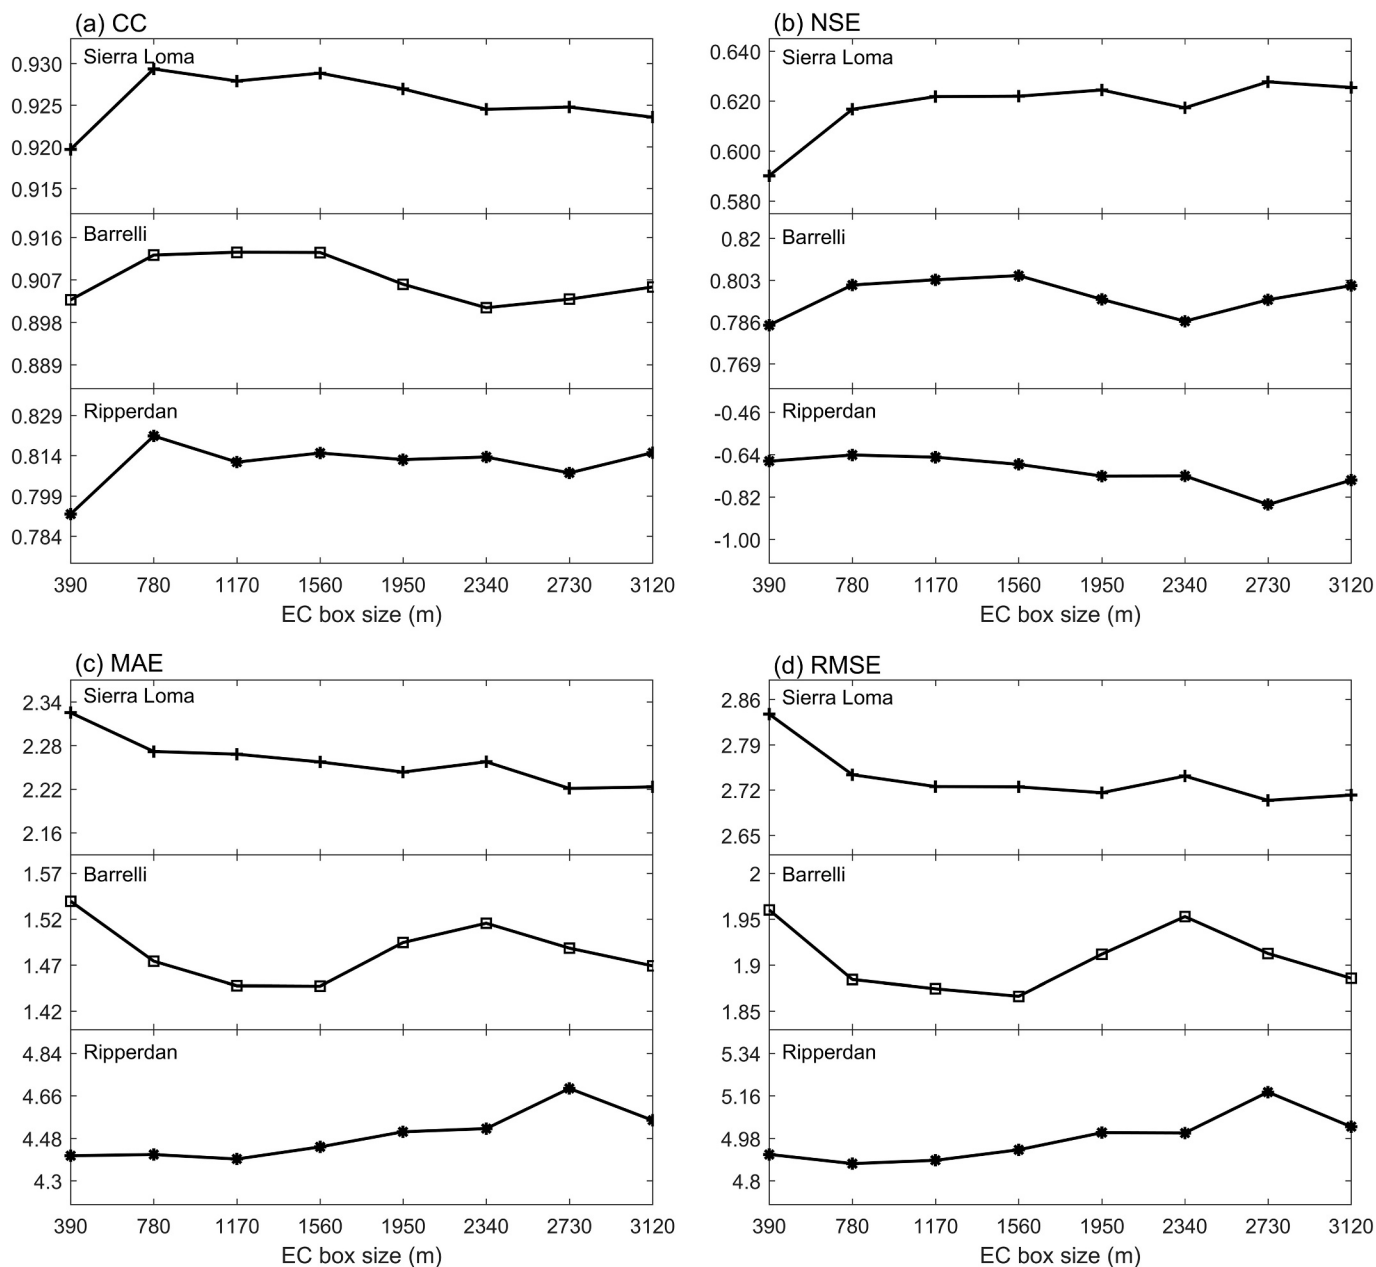 (a) CC
Sierra Loma
0.930
0.925
0.920
0.915
Barrelli
0.916
0.907
0.898
0.889
Ripperdan
0.829
0.814
0.799
0.784
390 780 1170 1560 1950 2340 2730 3120
EC box size (m)
(b) NSE
Sierra Loma
0.640
0.620
0.600
0.580
Barrelli
0.82
0.803
0.786
0.769
Ripperdan
-0.46
-0.64
-0.82
-1.00
390 780 1170 1560 1950 2340 2730 3120
EC box size (m)
(c) MAE
Sierra Loma
2.34
2.28
2.22
2.16
Barrelli
1.57
1.52
1.47
1.42
Ripperdan
4.84
4.66
4.48
4.3
390 780 1170 1560 1950 2340 2730 3120
EC box size (m)
(d) RMSE
Sierra Loma
2.86
2.79
2.72
2.65
Barrelli
2
1.95
1.9
1.85
Ripperdan
5.34
5.16
4.98
4.8
390 780 1170 1560 1950 2340 2730 3120
EC box size (m)